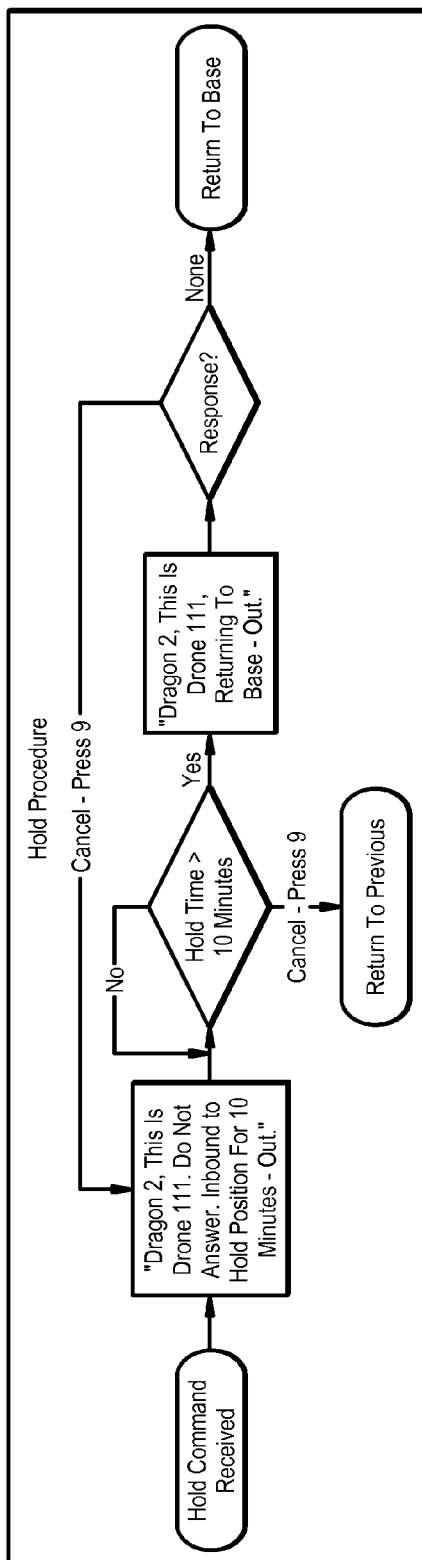 Hold Procedure
Cancel - Press 9
Hold Command
Received
"Dragon 2, This Is
Drone 111. Do Not
Answer. Inbound to
Hold Position For 10
Minutes - Out."
No
Hold Time >
10 Minutes
Yes
Cancel - Press 9
Return To Previous
"Dragon 2, This Is
Drone 111,
Returning To
Base - Out."
Response?
None
Return To Base